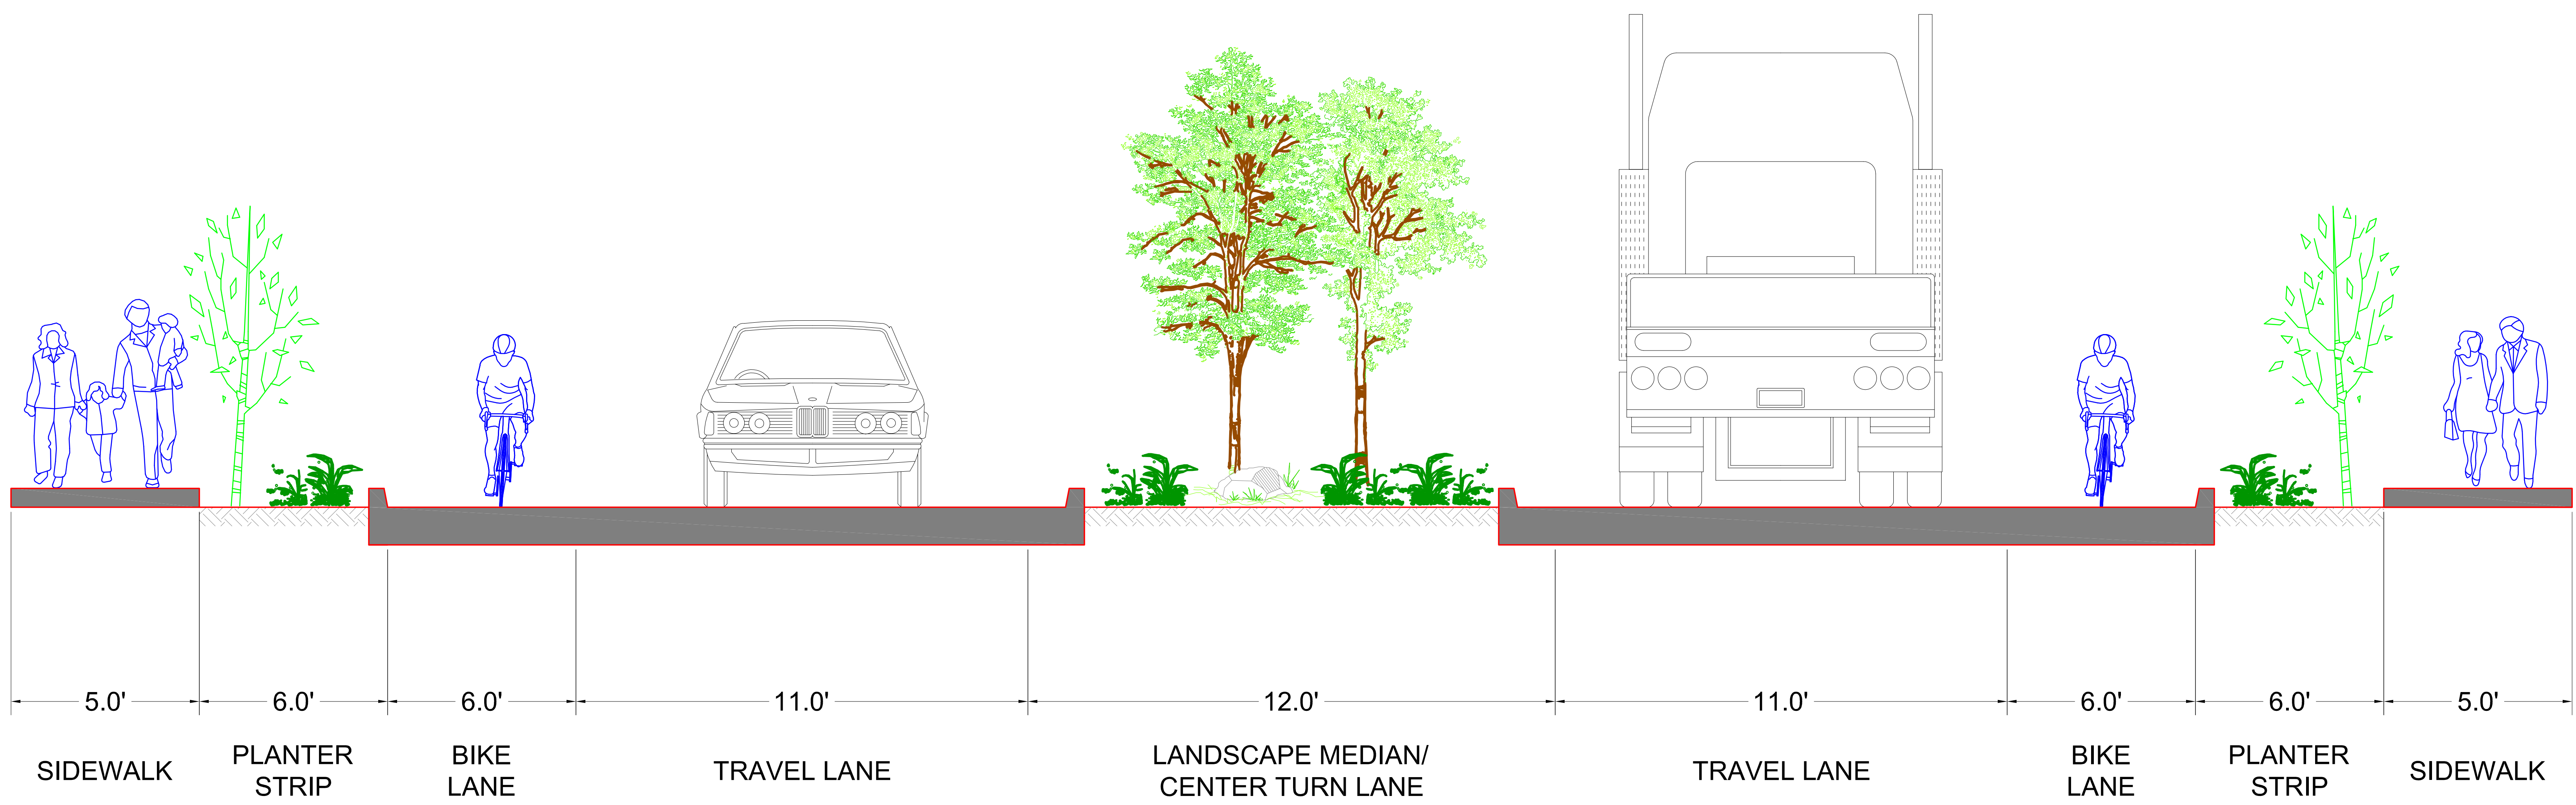 5.0' 6.0' 6.0' 11.0' 12.0' 11.0' 6.0' 6.0' 5.0'
SIDEWALK
PLANTER
STRIP
BIKE
LANE
TRAVEL LANE
LANDSCAPE MEDIAN/
CENTER TURN LANE
TRAVEL LANE
BIKE
LANE
PLANTER
STRIP
SIDEWALK